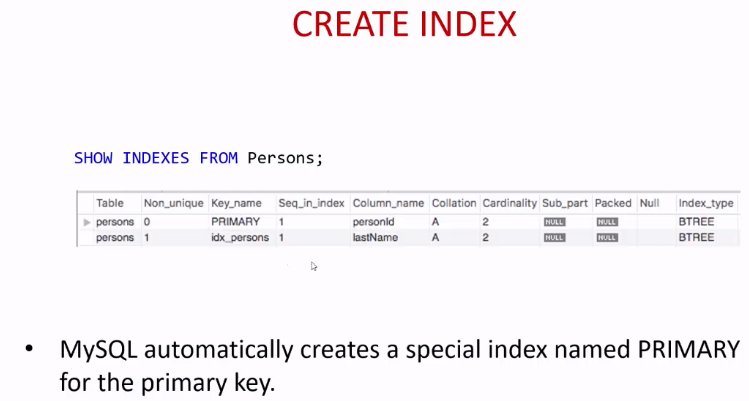 CREATE INDEX
SHOW INDEXES FROM Persons;
Table Non_unique Key_name Seq_in_index Column_name Collation Cardinality Sub_part Packed Null Index_type
persons 0 PRIMARY 1 personId A 2 NULL NULL BTREE
persons 1 idx_persons 1 lastName A 2 NULL NULL BTREE
• MySQL automatically creates a special index named PRIMARY
for the primary key.